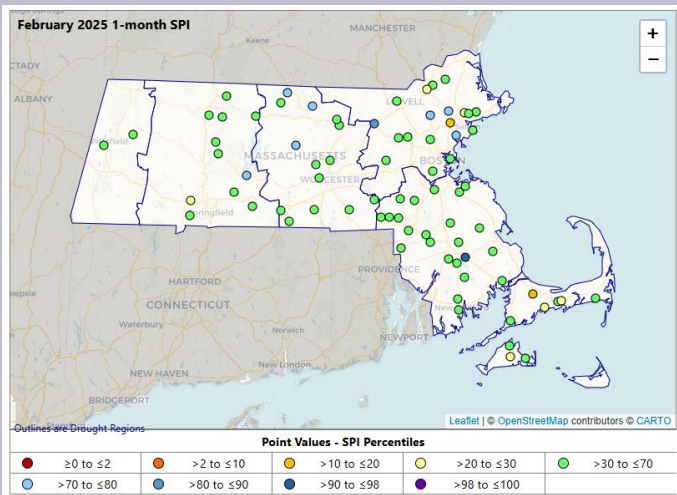 February 2025 1-month SPI
MANCHESTER
Keene
+
−
ALBANY
LOWELL
Pittsfield
MASSACHUSETTS
BOSTON
WORCESTER
Springfield
PROVIDENCE
HARTFORD
CONNECTICUT
Waterbury
Norwich
NEWPORT
NEW HAVEN
New London
BRIDGEPORT
Leaflet | © OpenStreetMap contributors © CARTO
Outlines are Drought Regions
Point Values - SPI Percentiles
≥0 to ≤2 >2 to ≤10 >10 to ≤20 >20 to ≤30 >30 to ≤70
>70 to ≤80 >80 to ≤90 >90 to ≤98 >98 to ≤100